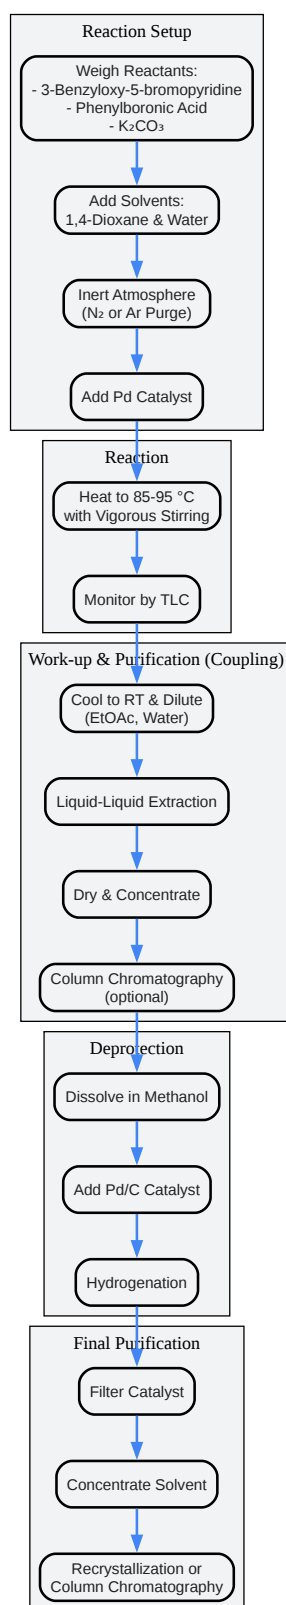 Reaction Setup
Weigh Reactants:
- 3-Benzyloxy-5-bromopyridine
- Phenylboronic Acid
- K₂CO₃
Add Solvents:
1,4-Dioxane & Water
Inert Atmosphere
(N₂ or Ar Purge)
Add Pd Catalyst
Reaction
Heat to 85-95 °C
with Vigorous Stirring
Monitor by TLC
Work-up & Purification (Coupling)
Cool to RT & Dilute
(EtOAc, Water)
Liquid-Liquid Extraction
Dry & Concentrate
Column Chromatography
(optional)
Deprotection
Dissolve in Methanol
Add Pd/C Catalyst
Hydrogenation
Final Purification
Filter Catalyst
Concentrate Solvent
Recrystallization or
Column Chromatography